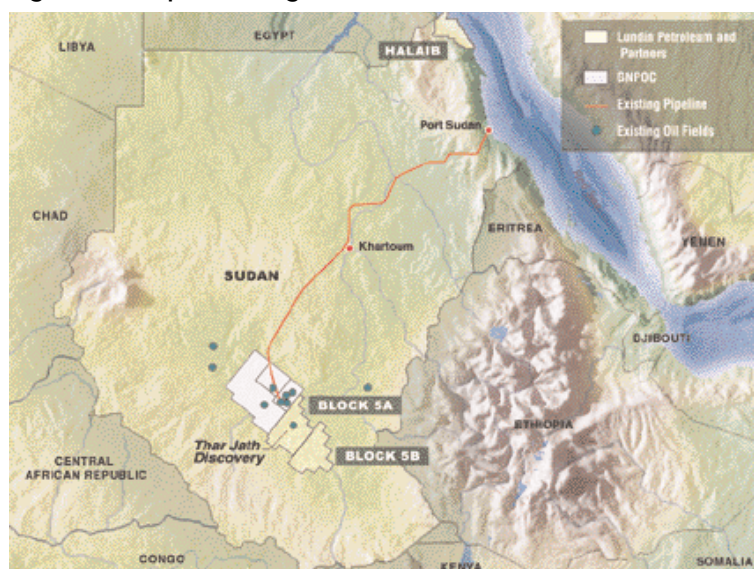 LIBYA
EGYPT
HALAIB
Lundin Petroleum and
Partners
GNPOC
Existing Pipeline
Existing Oil Fields
Port Sudan
CHAD
ERITREA
YEMEN
Khartoum
SUDAN
DJIBOUTI
BLOCK 5A
Thar Jath
Discovery
BLOCK 5B
ETHIOPIA
CENTRAL
AFRICAN REPUBLIC
CONGO
KENYA
SOMALIA